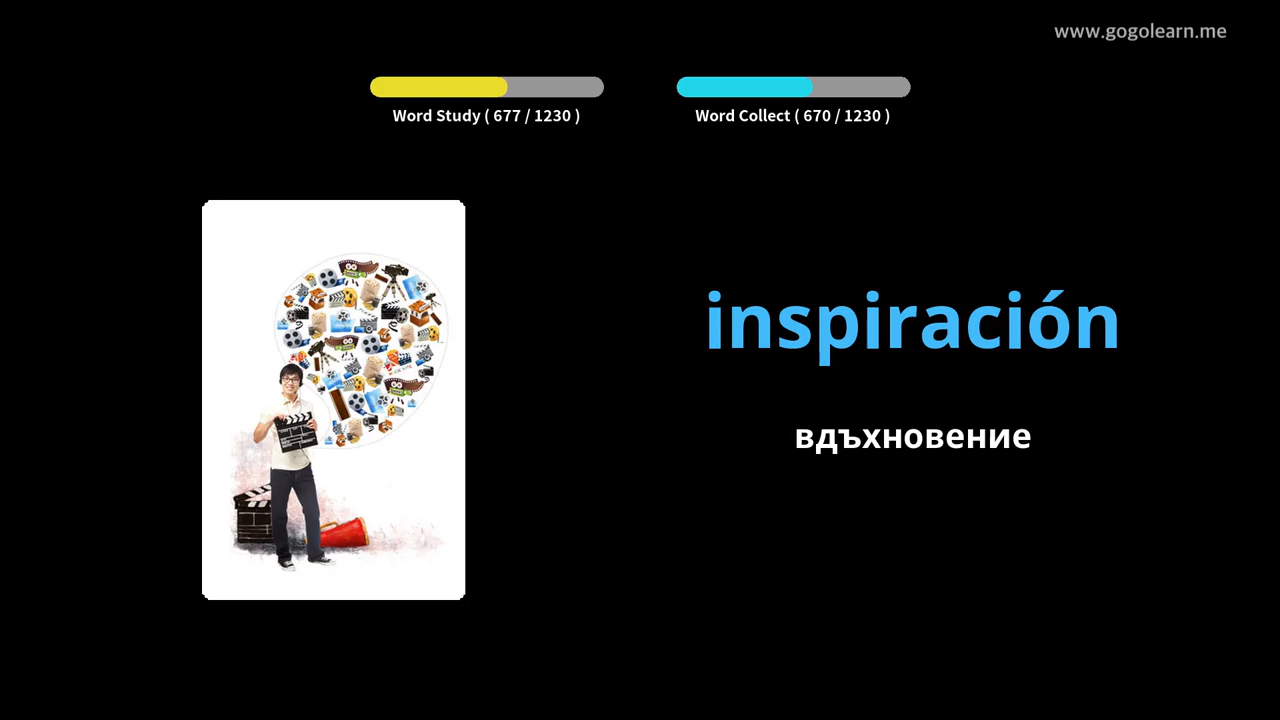 www.gogolearn.me
Word Study ( 677 / 1230 )
Word Collect ( 670 / 1230 )
inspiración
вдъхновение